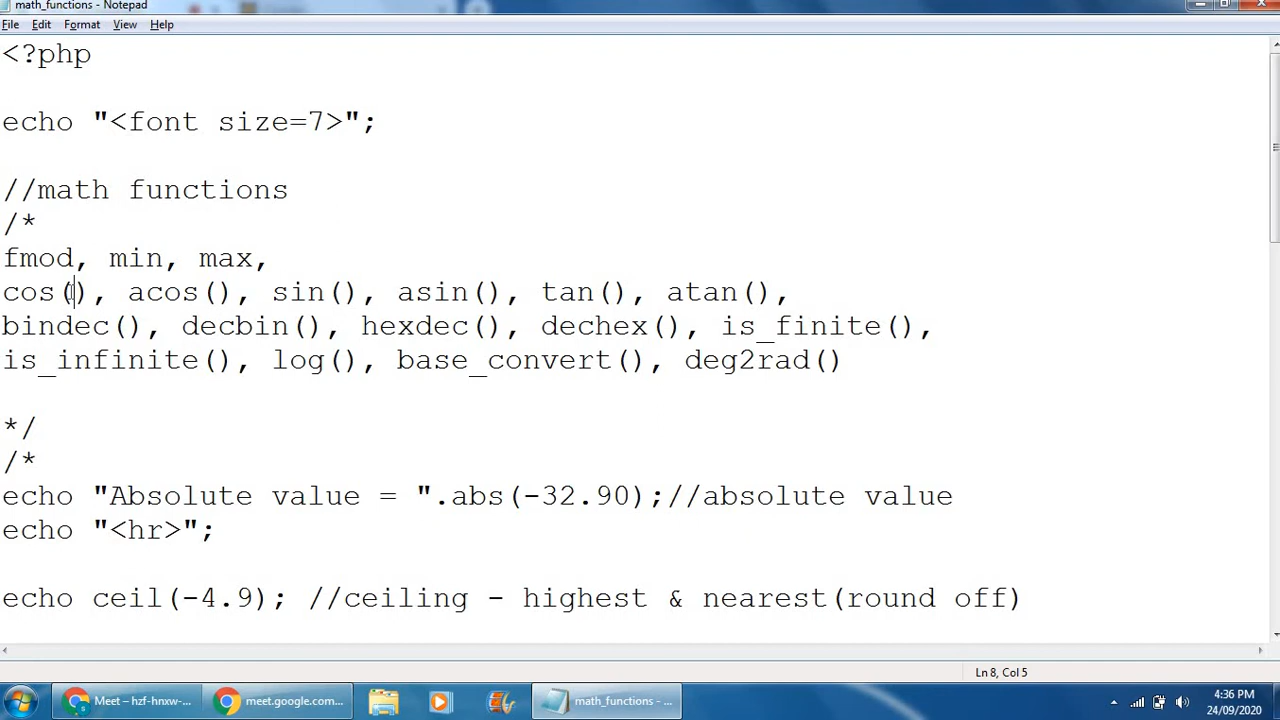 math_functions - Notepad
File Edit Format View Help
<?php
echo "<font size=7>";
//math functions
/*
fmod, min, max,
cos(), acos(), sin(), asin(), tan(), atan(),
bindec(), decbin(), hexdec(), dechex(), is_finite(),
is_infinite(), log(), base_convert(), deg2rad()
*/
/*
echo "Absolute value = ".abs(-32.90);//absolute value
echo "<hr>";
echo ceil(-4.9); //ceiling - highest & nearest(round off)
Ln 8, Col 5
Meet – hzf-hnxw-... meet.google.com... math_functions - ... 4:36 PM
24/09/2020